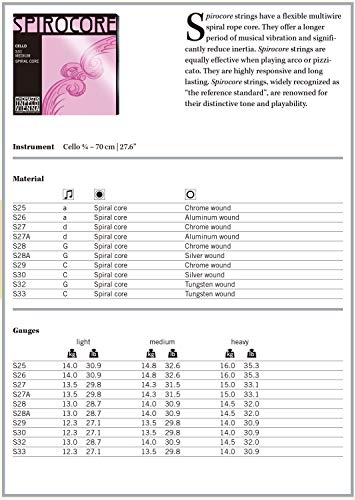 SPIROCORE
CELLO
S33
MEDIUM
SPIRAL CORE
Spirocore strings have a flexible multiwire
spiral rope core. They offer a longer
period of musical vibration and signifi-
cantly reduce inertia. Spirocore strings are
equally effective when playing arco or pizzi-
cato. They are highly responsive and long
lasting. Spirocore strings, widely recognized as
"the reference standard", are renowned for
their distinctive tone and playability.
Instrument Cello 4/4 – 70 cm | 27.6"
Material
S25 a Spiral core Chrome wound
S26 a Spiral core Aluminum wound
S27 d Spiral core Chrome wound
S27A d Spiral core Aluminum wound
S28 G Spiral core Chrome wound
S28A G Spiral core Silver wound
S29 C Spiral core Chrome wound
S30 C Spiral core Silver wound
S32 G Spiral core Tungsten wound
S33 C Spiral core Tungsten wound
Gauges
light medium heavy
kg lb kg lb kg lb
S25 14.0 30.9 14.8 32.6 16.0 35.3
S26 14.0 30.9 14.8 32.6 16.0 35.3
S27 13.5 29.8 14.3 31.5 15.0 33.1
S27A 13.5 29.8 14.3 31.5 15.0 33.1
S28 13.0 28.7 14.0 30.9 14.5 32.0
S28A 13.0 28.7 14.0 30.9 14.5 32.0
S29 12.3 27.1 13.5 29.8 14.0 30.9
S30 12.3 27.1 13.5 29.8 14.0 30.9
S32 13.0 28.7 14.0 30.9 14.5 32.0
S33 12.3 27.1 13.5 29.8 14.0 30.9